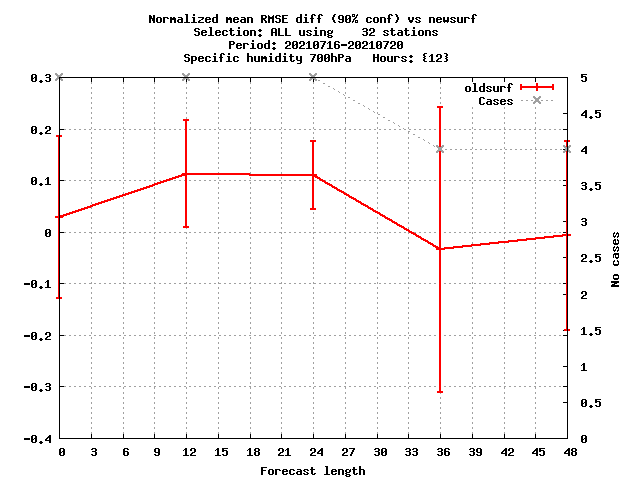 Normalized mean RMSE diff (90% conf) vs newsurf
Selection: ALL using    32 stations
Period: 20210716-20210720
Specific humidity 700hPa   Hours: {12}
oldsurf
Cases
0.3
0.2
0.1
0
-0.1
-0.2
-0.3
-0.4
5
4.5
4
3.5
3
2.5
2
1.5
1
0.5
0
No cases
0 3 6 9 12 15 18 21 24 27 30 33 36 39 42 45 48
Forecast length